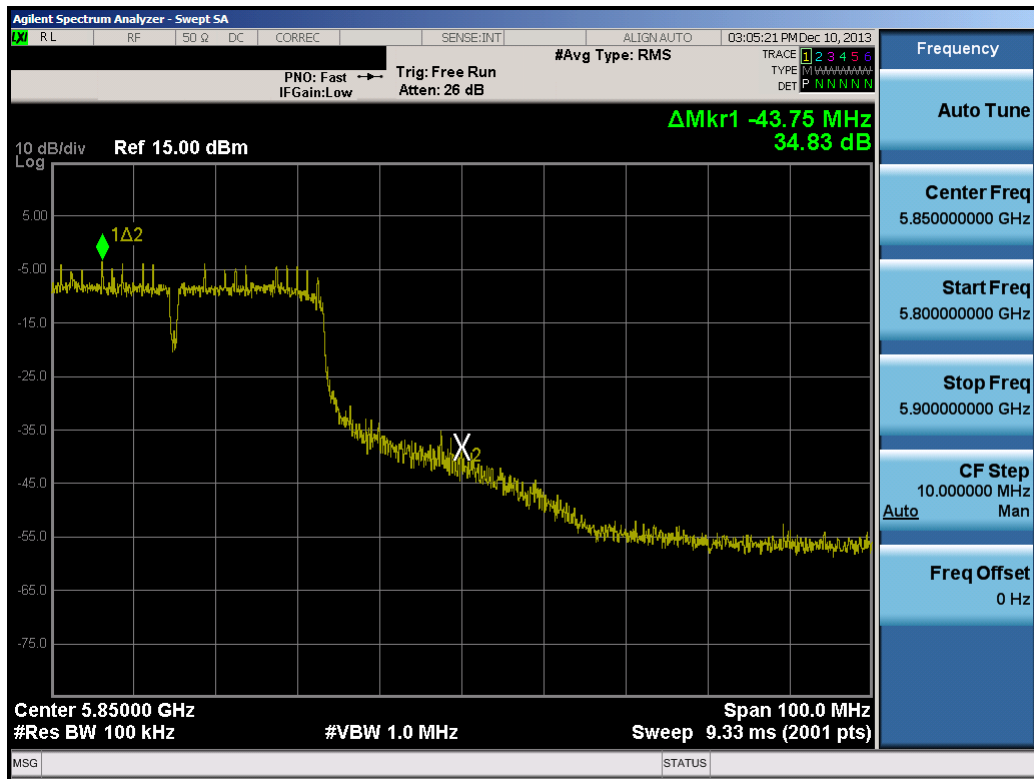 Agilent Spectrum Analyzer - Swept SA
LXI RL RF 50 Ω DC CORREC SENSE:INT ALIGN AUTO 03:05:21 PM Dec 10, 2013
Frequency
#Avg Type: RMS
TRACE 1 2 3 4 5 6
PNO: Fast Trig: Free Run
TYPE M WWWWW
IFGain:Low Atten: 26 dB
DET P N N N N N
Auto Tune
ΔMkr1 -43.75 MHz
34.83 dB
10 dB/div Ref 15.00 dBm
Log
Center Freq
5.850000000 GHz
5.00
1Δ2
-5.00
Start Freq
5.800000000 GHz
-15.0
-25.0
Stop Freq
5.900000000 GHz
-35.0
X2
-45.0
CF Step
10.000000 MHz
Auto Man
-55.0
Freq Offset
0 Hz
-65.0
-75.0
Center 5.85000 GHz Span 100.0 MHz
#Res BW 100 kHz #VBW 1.0 MHz Sweep 9.33 ms (2001 pts)
MSG STATUS